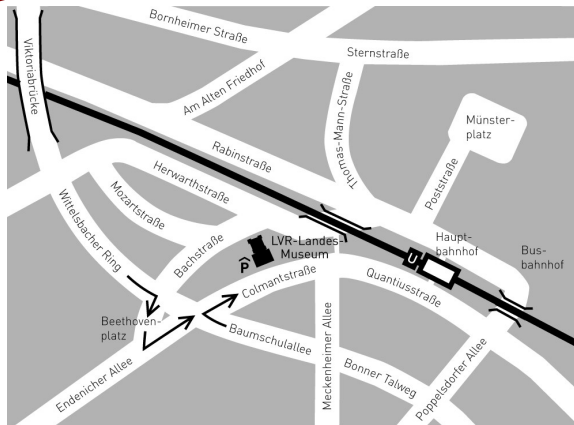 Bornheimer Straße
Sternstraße
Viktoriabrücke
Am Alten Friedhof
Thomas-Mann-Straße
Münster-
platz
Rabinstraße
Poststraße
Herwarthstraße
Mozartstraße
Wittelsbacher Ring
Bachstraße
LVR-Landes-
Museum
P
Colmantstraße
U
Haupt-
bahnhof
Bus-
bahnhof
Quantiusstraße
Beethoven-
platz
Baumschulallee
Endenicher Allee
Meckenheimer Allee
Bonner Talweg
Poppelsdorfer Allee